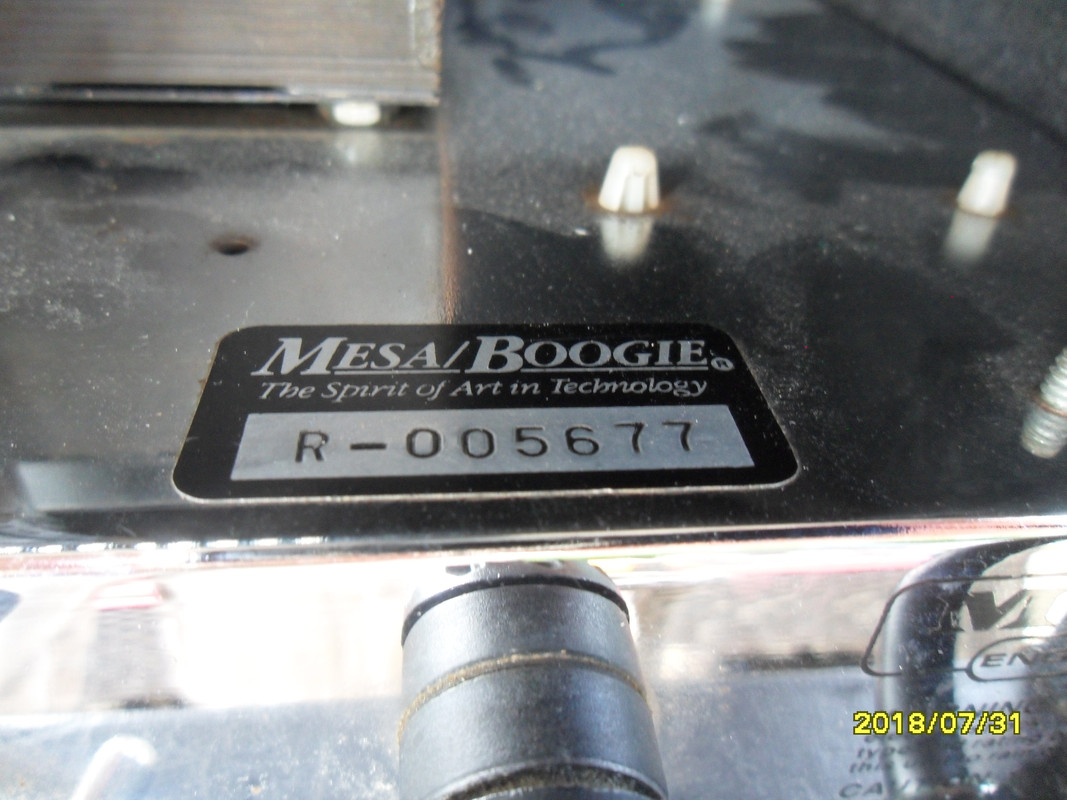 MESA/BOOGIE®
The Spirit of Art in Technology
R-005677
2018/07/31